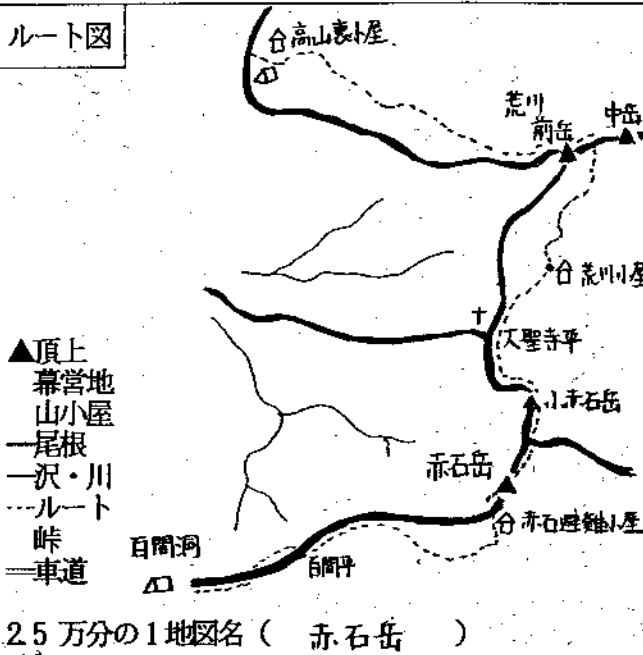 ルート図
高山裏小屋
荒川
前岳
中岳
荒川小屋
大聖寺平
小赤石岳
赤石岳
赤石避難小屋
百間洞
百間平
▲頂上
幕営地
山小屋
尾根
沢・川
ルート
峠
車道
2.5万分の1地図名（ 赤石岳 ）